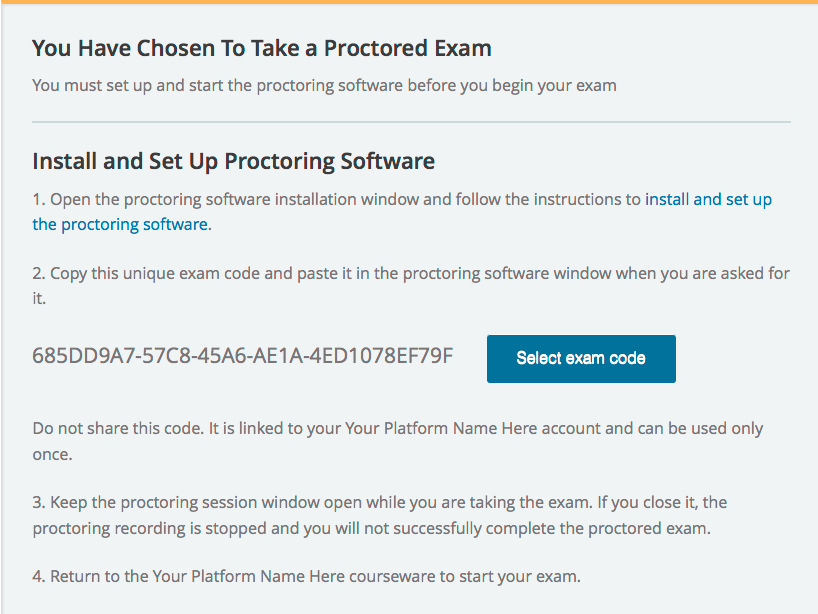 You Have Chosen To Take a Proctored Exam
You must set up and start the proctoring software before you begin your exam
Install and Set Up Proctoring Software
1. Open the proctoring software installation window and follow the instructions to install and set up
the proctoring software.
2. Copy this unique exam code and paste it in the proctoring software window when you are asked for
it.
685DD9A7-57C8-45A6-AE1A-4ED1078EF79F
Select exam code
Do not share this code. It is linked to your Your Platform Name Here account and can be used only
once.
3. Keep the proctoring session window open while you are taking the exam. If you close it, the
proctoring recording is stopped and you will not successfully complete the proctored exam.
4. Return to the Your Platform Name Here courseware to start your exam.